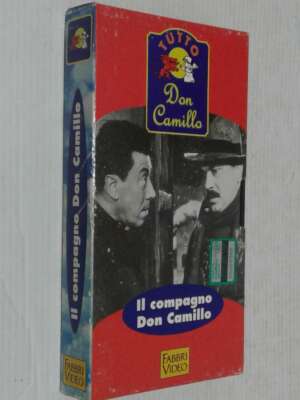 Il compagno Don Camillo
FABBRI
VIDEO
TUTTO
Don
Camillo
Il compagno
Don Camillo
FABBRI
VIDEO